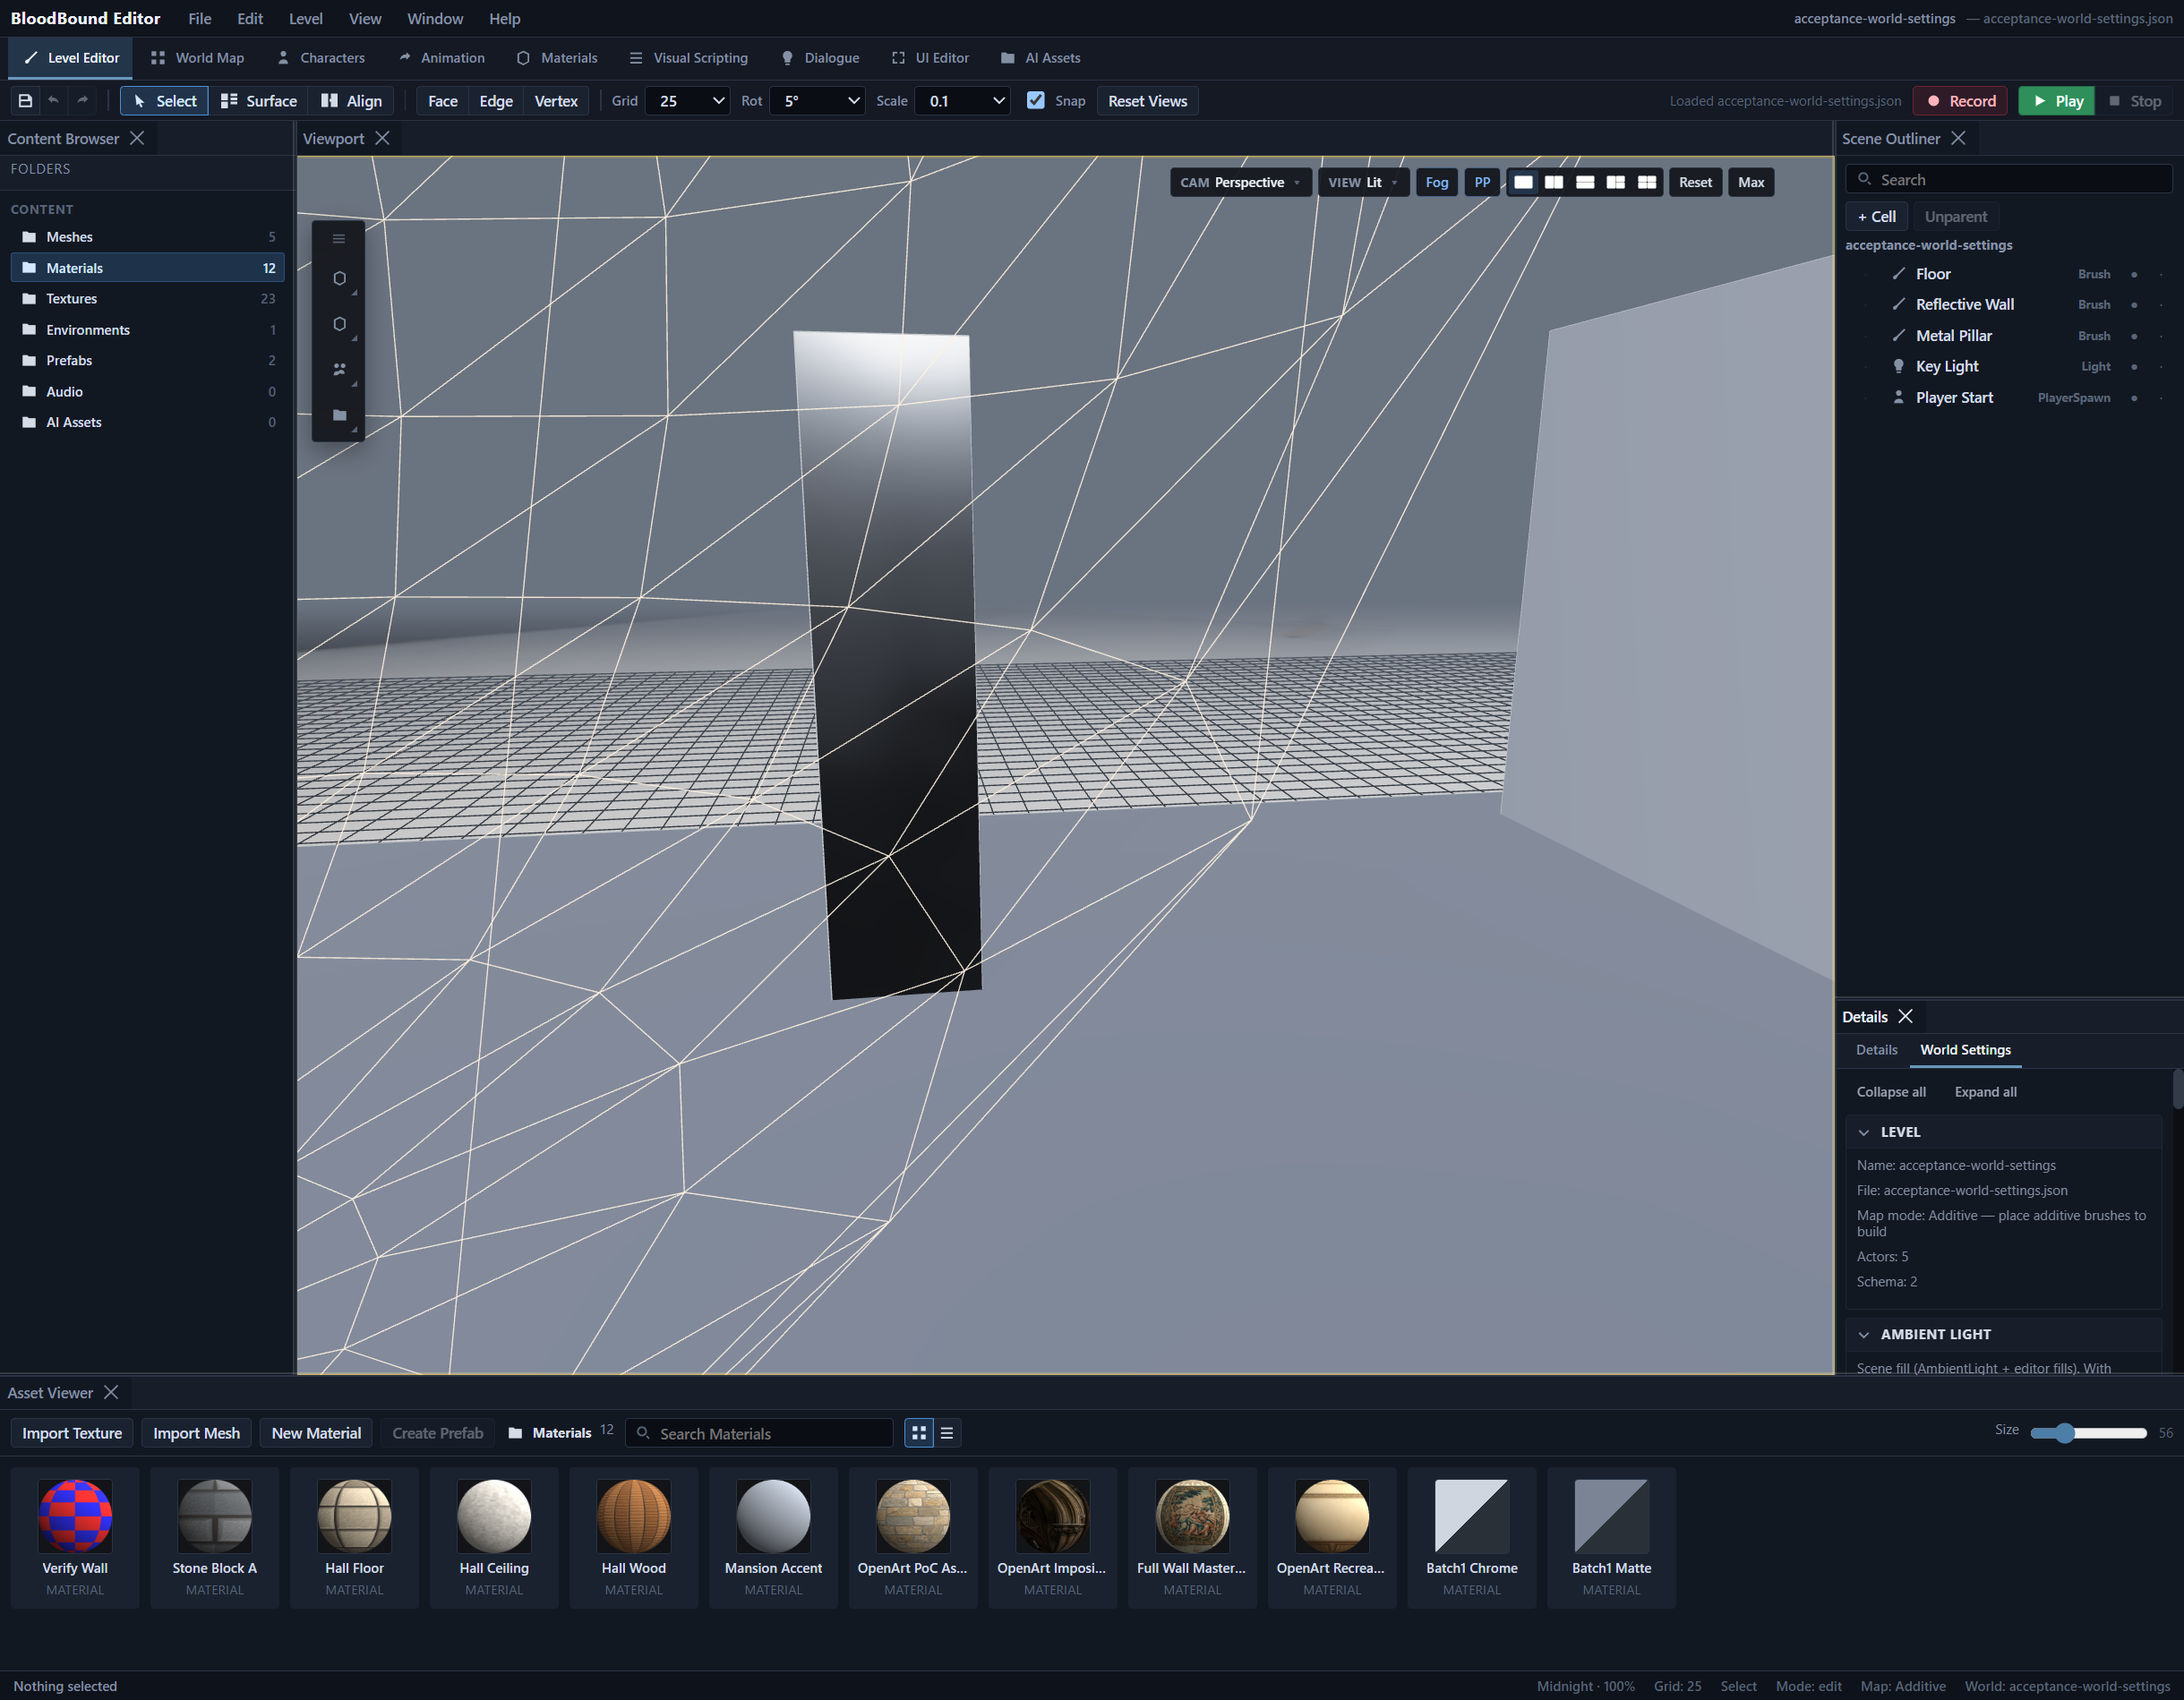 BloodBound Editor File Edit Level View Window Help acceptance-world-settings — acceptance-world-settings.json
Level Editor World Map Characters Animation Materials Visual Scripting Dialogue UI Editor AI Assets
Select Surface Align Face Edge Vertex Grid 25 Rot 5° Scale 0.1 Snap Reset Views Loaded acceptance-world-settings.json Record Play Stop
Content Browser
FOLDERS
CONTENT
Meshes 5
Materials 12
Textures 23
Environments 1
Prefabs 2
Audio 0
AI Assets 0
Viewport
CAM Perspective VIEW Lit Fog PP Reset Max
Scene Outliner
Search
+ Cell Unparent
acceptance-world-settings
Floor Brush
Reflective Wall Brush
Metal Pillar Brush
Key Light Light
Player Start PlayerSpawn
Details
Details World Settings
Collapse all Expand all
LEVEL
Name: acceptance-world-settings
File: acceptance-world-settings.json
Map mode: Additive — place additive brushes to
build
Actors: 5
Schema: 2
AMBIENT LIGHT
Scene fill (AmbientLight + editor fills). With
Asset Viewer
Import Texture Import Mesh New Material Create Prefab Materials 12 Search Materials Size 56
Verify Wall Stone Block A Hall Floor Hall Ceiling Hall Wood Mansion Accent OpenArt PoC As... OpenArt Imposi... Full Wall Master... OpenArt Recrea... Batch1 Chrome Batch1 Matte
MATERIAL MATERIAL MATERIAL MATERIAL MATERIAL MATERIAL MATERIAL MATERIAL MATERIAL MATERIAL MATERIAL MATERIAL
Nothing selected Midnight · 100% Grid: 25 Select Mode: edit Map: Additive World: acceptance-world-settings